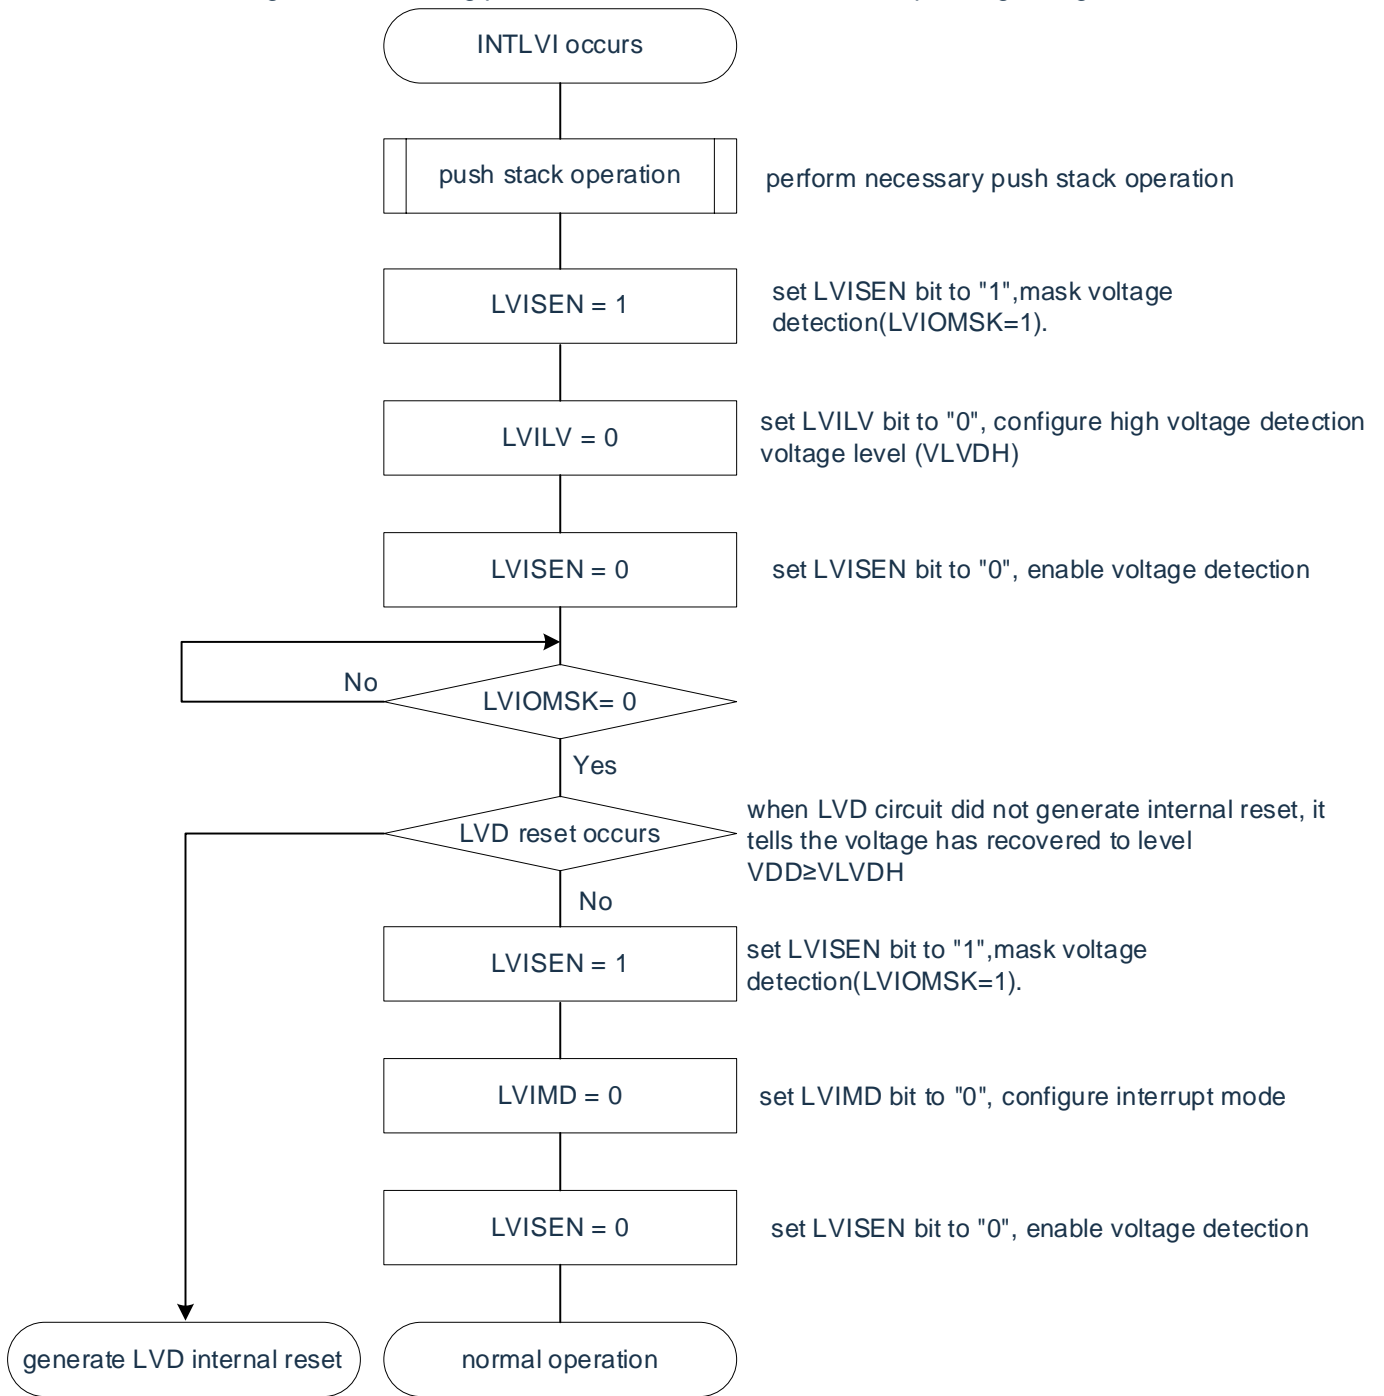 INTLVI occurs
push stack operation
perform necessary push stack operation
LVISEN = 1
set LVISEN bit to "1",mask voltage
detection(LVIOMSK=1).
LVILV = 0
set LVILV bit to "0", configure high voltage detection
voltage level (VLVDH)
LVISEN = 0
set LVISEN bit to "0", enable voltage detection
No
LVIOMSK= 0
Yes
LVD reset occurs
when LVD circuit did not generate internal reset, it
tells the voltage has recovered to level
VDD≥VLVDH
No
LVISEN = 1
set LVISEN bit to "1",mask voltage
detection(LVIOMSK=1).
LVIMD = 0
set LVIMD bit to "0", configure interrupt mode
LVISEN = 0
set LVISEN bit to "0", enable voltage detection
generate LVD internal reset
normal operation